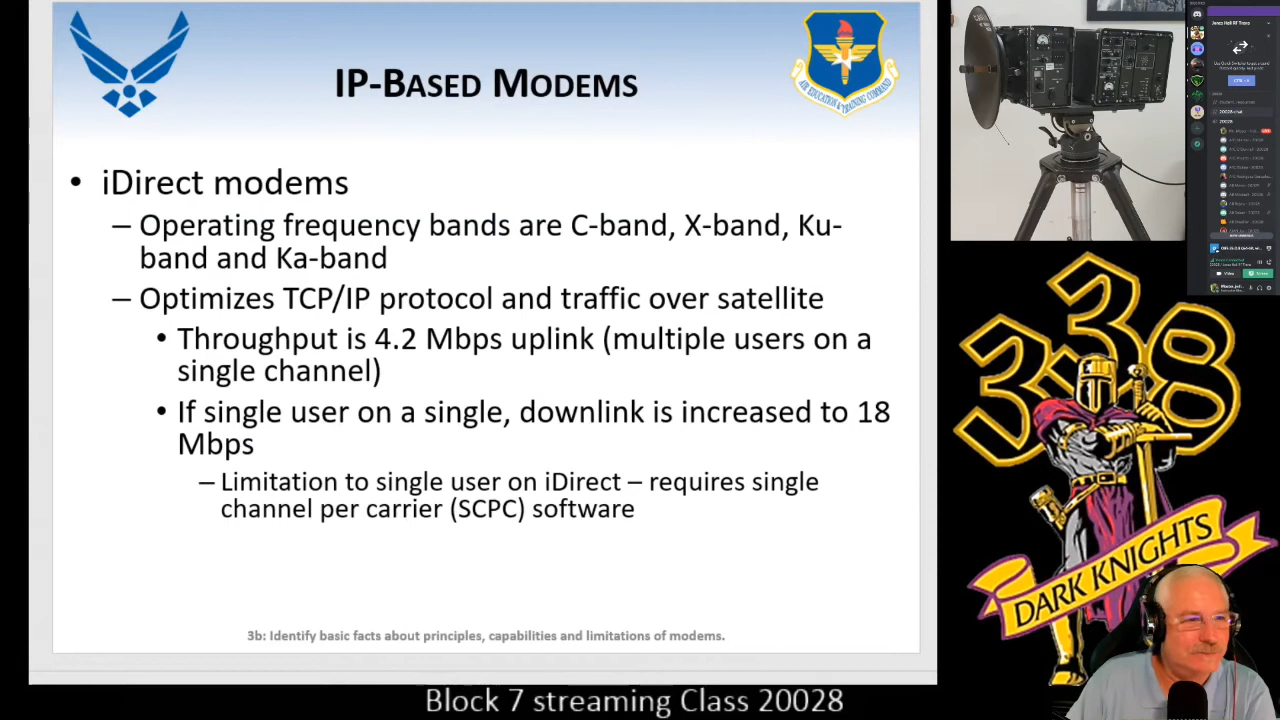 IP-BASED MODEMS
AIR EDUCATION & TRAINING COMMAND
• iDirect modems
– Operating frequency bands are C-band, X-band, Ku-
band and Ka-band
– Optimizes TCP/IP protocol and traffic over satellite
• Throughput is 4.2 Mbps uplink (multiple users on a
single channel)
• If single user on a single, downlink is increased to 18
Mbps
– Limitation to single user on iDirect – requires single
channel per carrier (SCPC) software
3b: Identify basic facts about principles, capabilities and limitations of modems.
338
DARK KNIGHTS
Block 7 streaming Class 20028